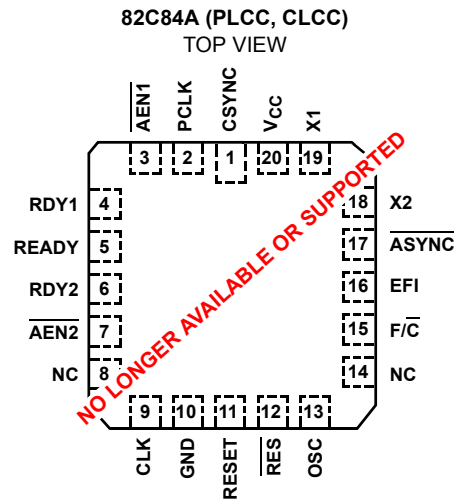 82C84A (PLCC, CLCC)
TOP VIEW
AEN1
PCLK
CSYNC
VCC
X1
3
2
1
20
19
RDY1
4
18
X2
READY
5
17
ASYNC
RDY2
6
16
EFI
AEN2
7
15
F/C
NC
8
14
NC
9
10
11
12
13
CLK
GND
RESET
RES
OSC
NO LONGER AVAILABLE OR SUPPORTED